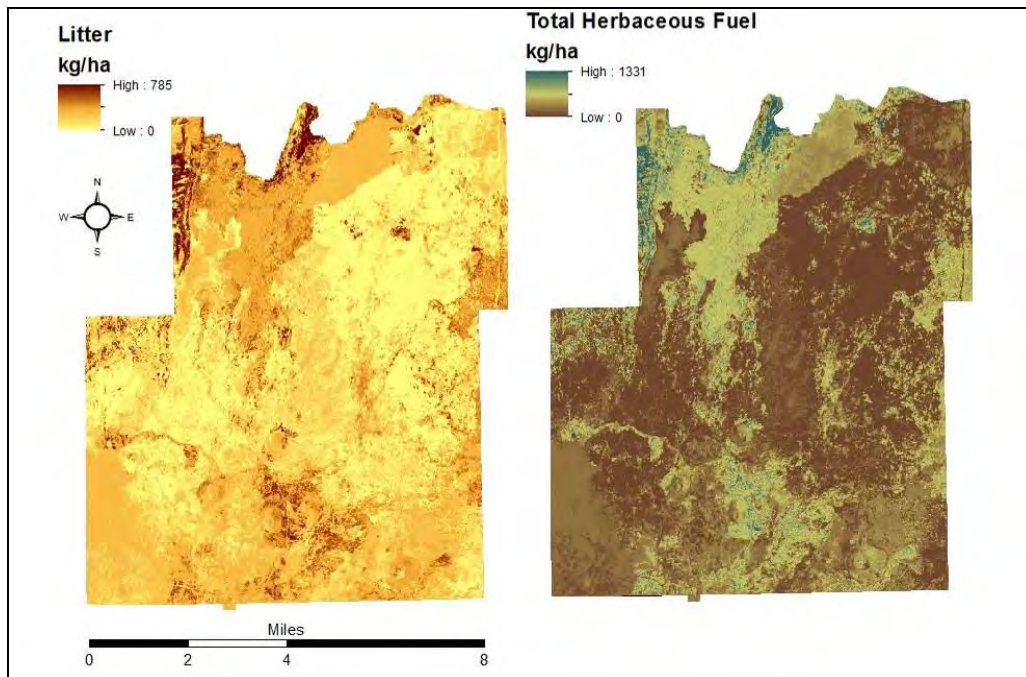 Litter
kg/ha
High : 785
Low : 0
N
W E
S
Total Herbaceous Fuel
kg/ha
High : 1331
Low : 0
Miles
0 2 4 8